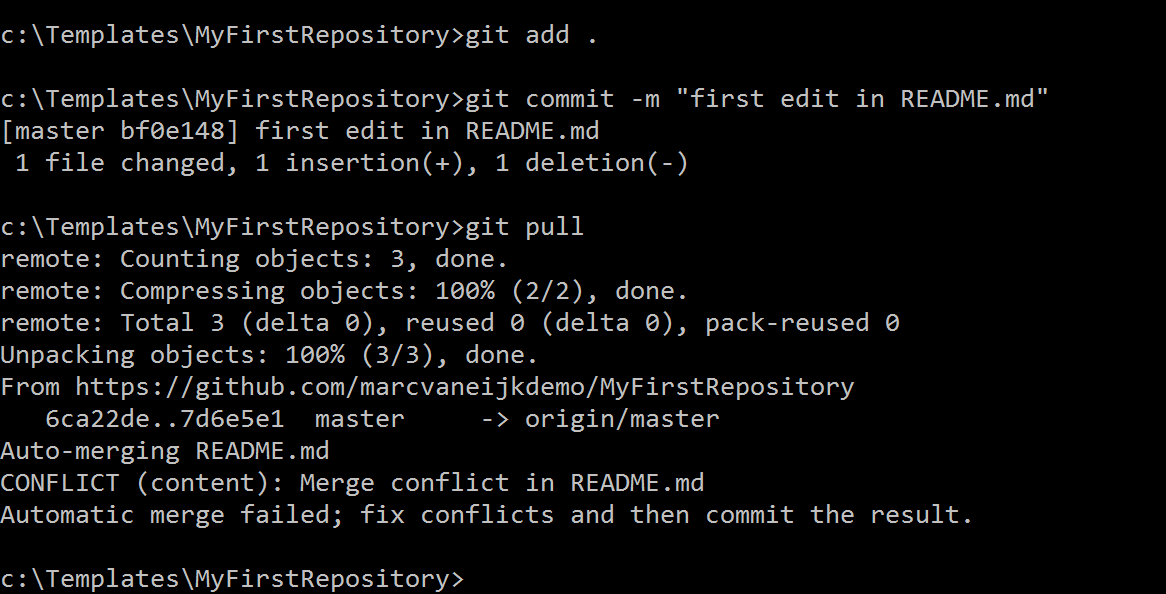 c:\Templates\MyFirstRepository>git add .
c:\Templates\MyFirstRepository>git commit -m "first edit in README.md"
[master bf0e148] first edit in README.md
 1 file changed, 1 insertion(+), 1 deletion(-)
c:\Templates\MyFirstRepository>git pull
remote: Counting objects: 3, done.
remote: Compressing objects: 100% (2/2), done.
remote: Total 3 (delta 0), reused 0 (delta 0), pack-reused 0
Unpacking objects: 100% (3/3), done.
From https://github.com/marcvaneijkdemo/MyFirstRepository
   6ca22de..7d6e5e1  master     -> origin/master
Auto-merging README.md
CONFLICT (content): Merge conflict in README.md
Automatic merge failed; fix conflicts and then commit the result.
c:\Templates\MyFirstRepository>